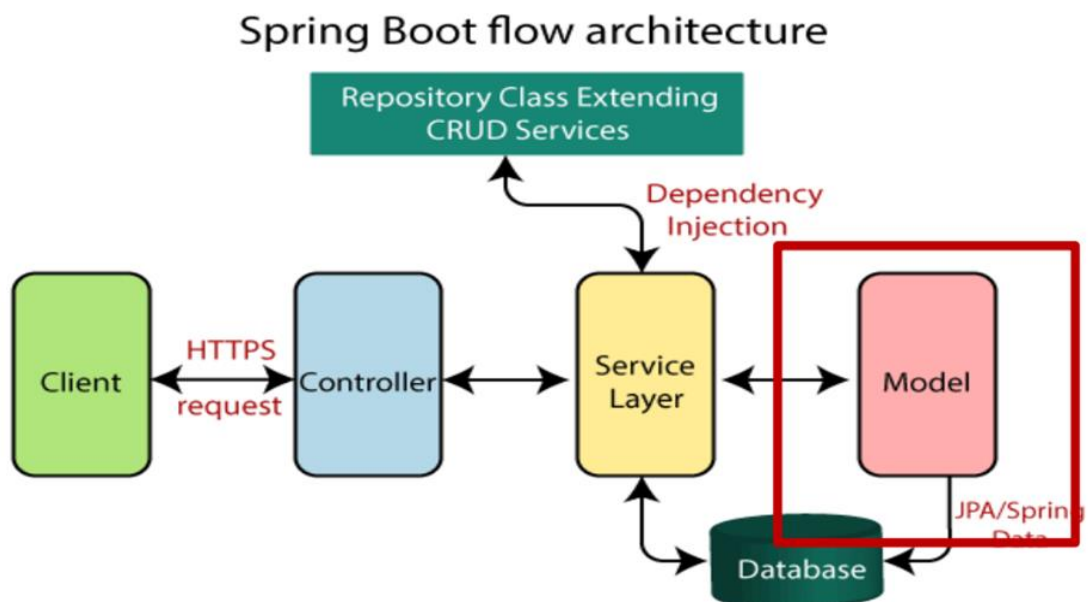 Spring Boot flow architecture
Repository Class Extending
CRUD Services
Dependency
Injection
HTTPS
request
Client
Controller
Service
Layer
Model
JPA/Spring
Data
Database